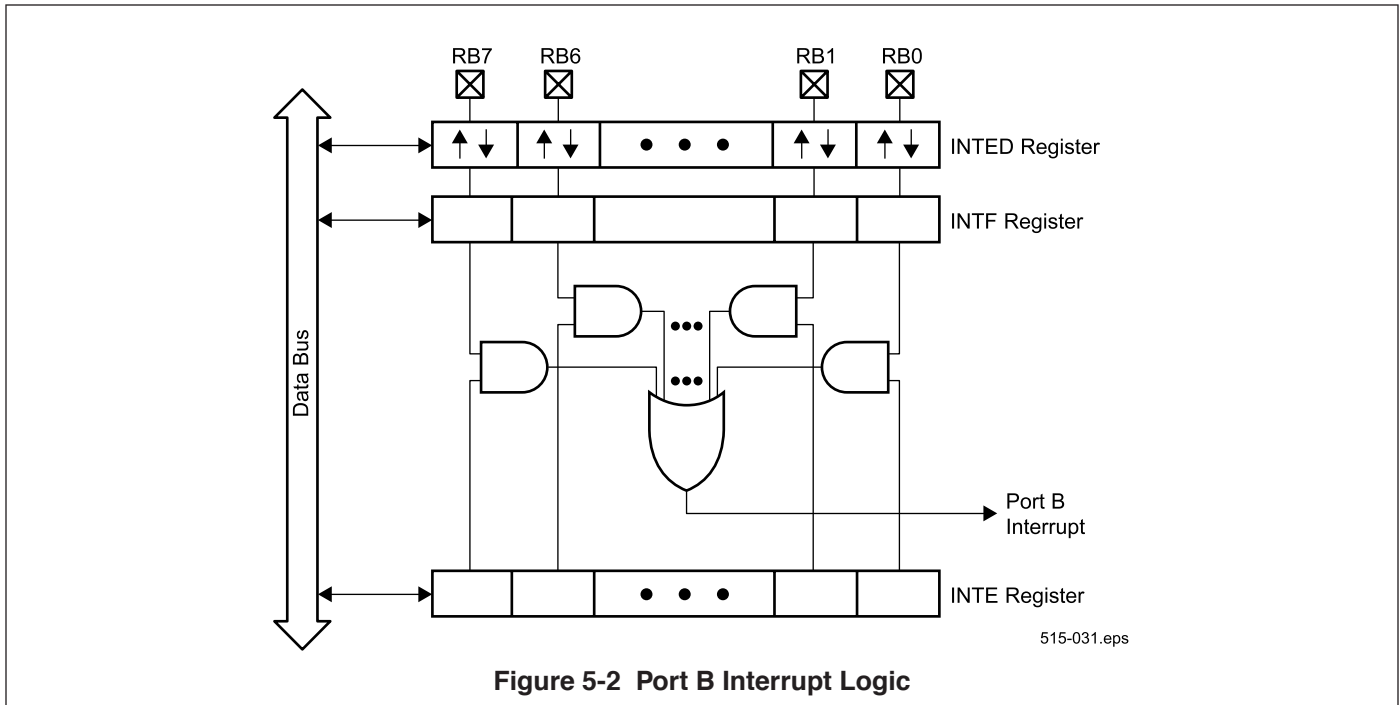 RB7 RB6 RB1 RB0
INTED Register
INTF Register
Data Bus
Port B
Interrupt
INTE Register
515-031.eps
Figure 5-2 Port B Interrupt Logic